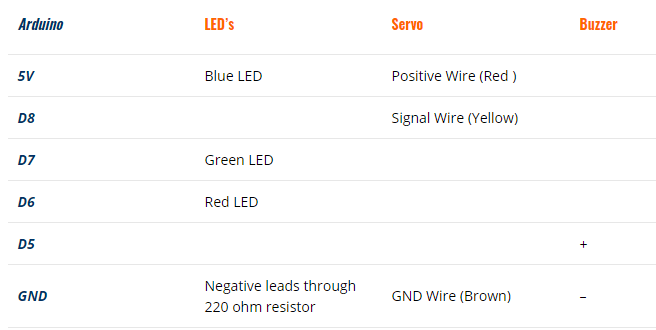 Arduino LED's Servo Buzzer
5V Blue LED Positive Wire (Red )
D8 Signal Wire (Yellow)
D7 Green LED
D6 Red LED
D5 +
GND Negative leads through 220 ohm resistor GND Wire (Brown) –